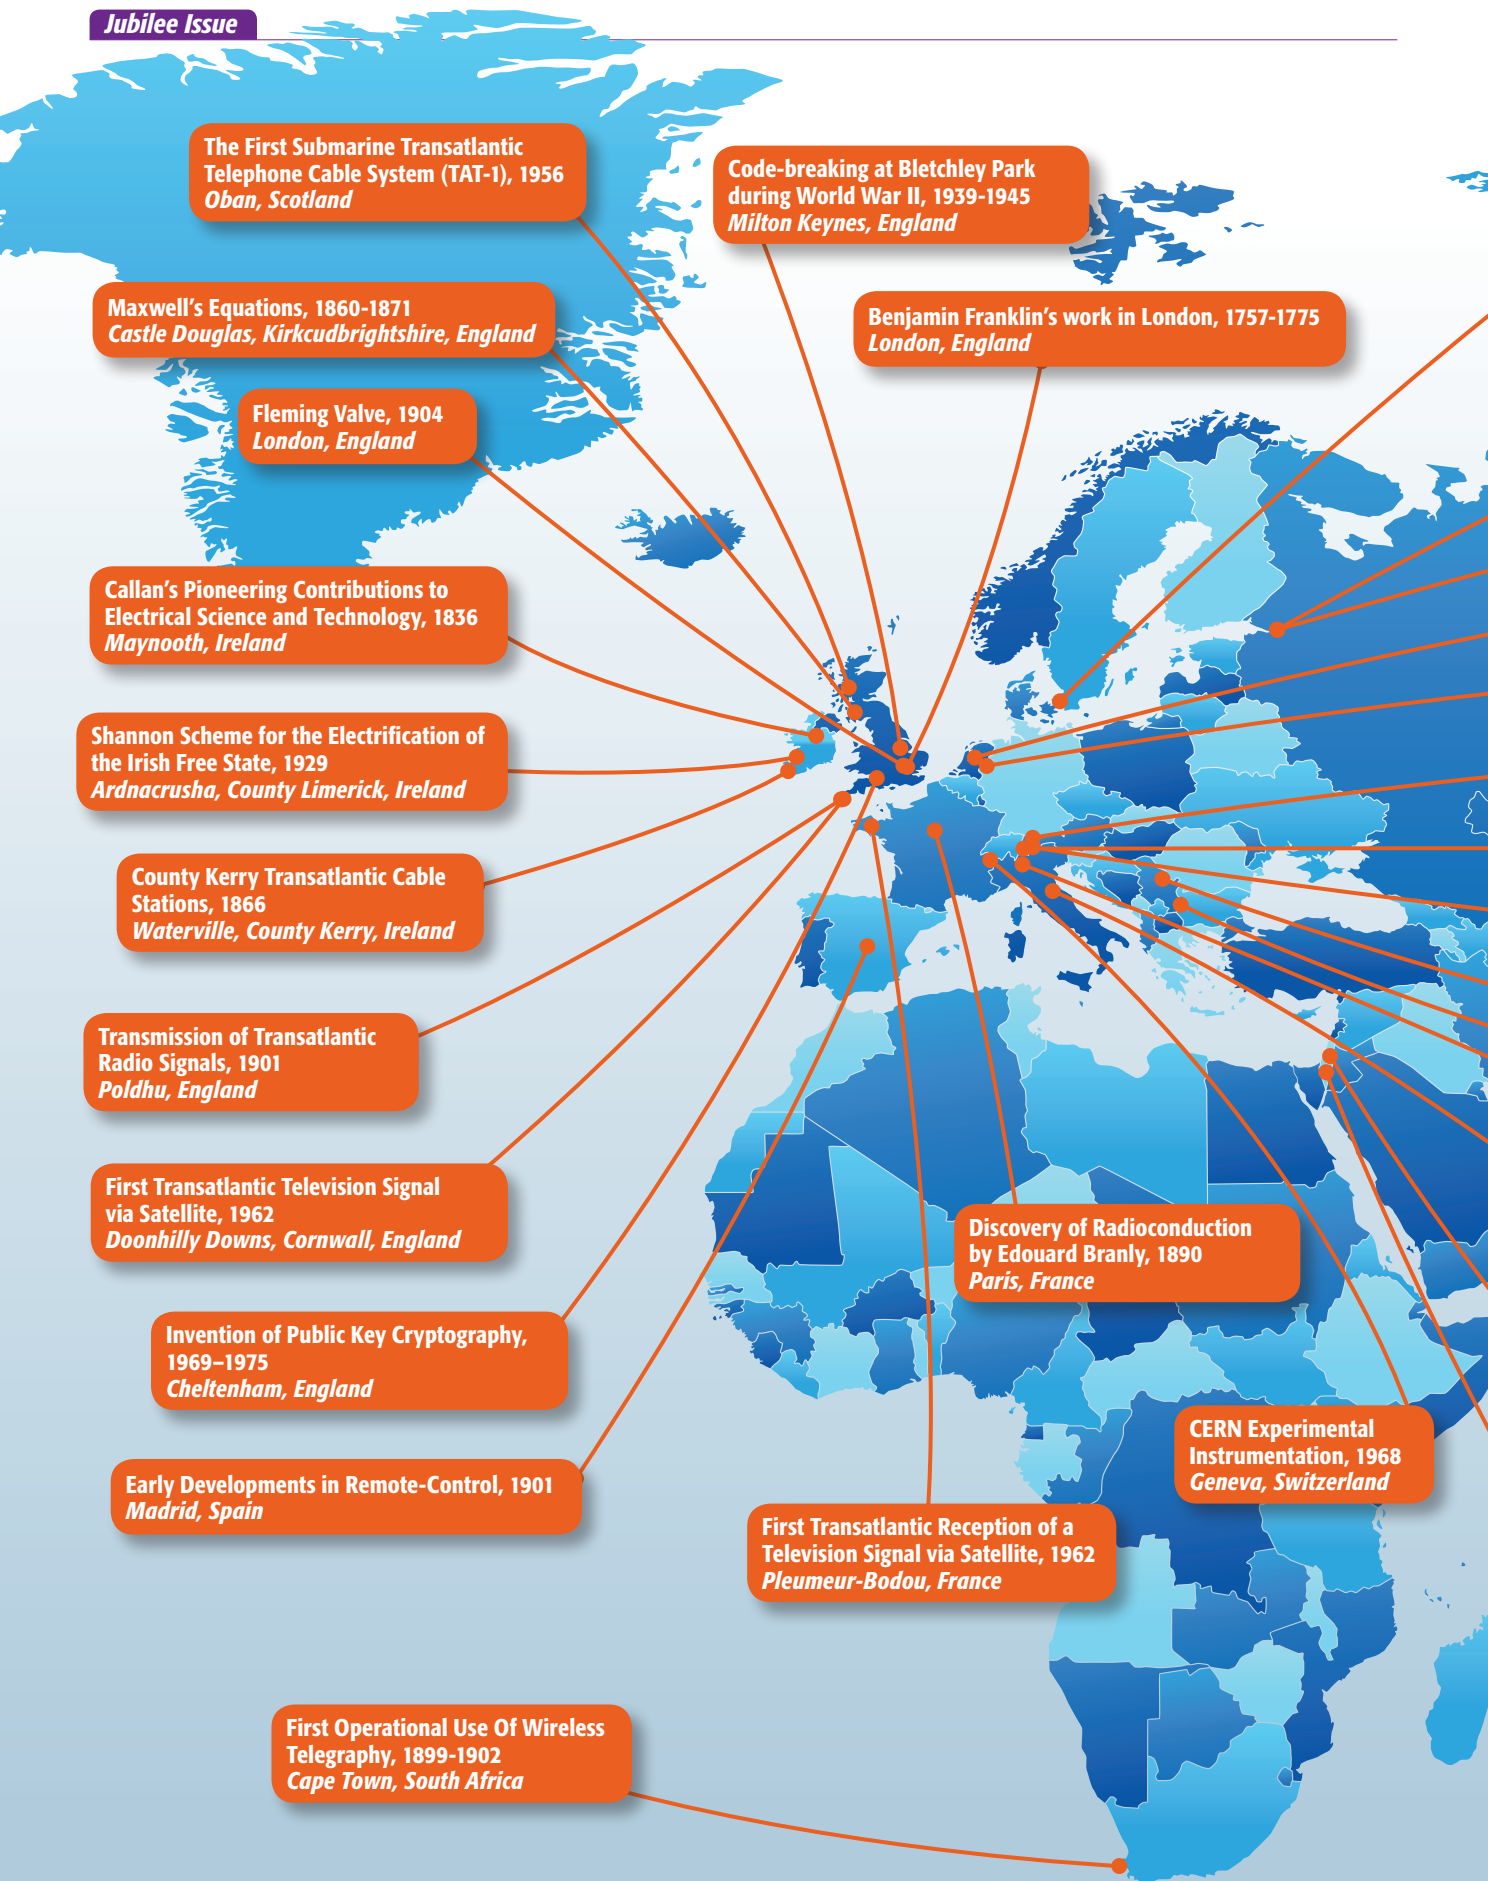 Jubilee Issue
The First Submarine Transatlantic
Telephone Cable System (TAT-1), 1956
Oban, Scotland
Code-breaking at Bletchley Park
during World War II, 1939-1945
Milton Keynes, England
Maxwell's Equations, 1860-1871
Castle Douglas, Kirkcudbrightshire, England
Benjamin Franklin's work in London, 1757-1775
London, England
Fleming Valve, 1904
London, England
Callan's Pioneering Contributions to
Electrical Science and Technology, 1836
Maynooth, Ireland
Shannon Scheme for the Electrification of
the Irish Free State, 1929
Ardnacrusha, County Limerick, Ireland
County Kerry Transatlantic Cable
Stations, 1866
Waterville, County Kerry, Ireland
Transmission of Transatlantic
Radio Signals, 1901
Poldhu, England
First Transatlantic Television Signal
via Satellite, 1962
Doonhilly Downs, Cornwall, England
Discovery of Radioconduction
by Edouard Branly, 1890
Paris, France
Invention of Public Key Cryptography,
1969–1975
Cheltenham, England
CERN Experimental
Instrumentation, 1968
Geneva, Switzerland
Early Developments in Remote-Control, 1901
Madrid, Spain
First Transatlantic Reception of a
Television Signal via Satellite, 1962
Pleumeur-Bodou, France
First Operational Use Of Wireless
Telegraphy, 1899-1902
Cape Town, South Africa